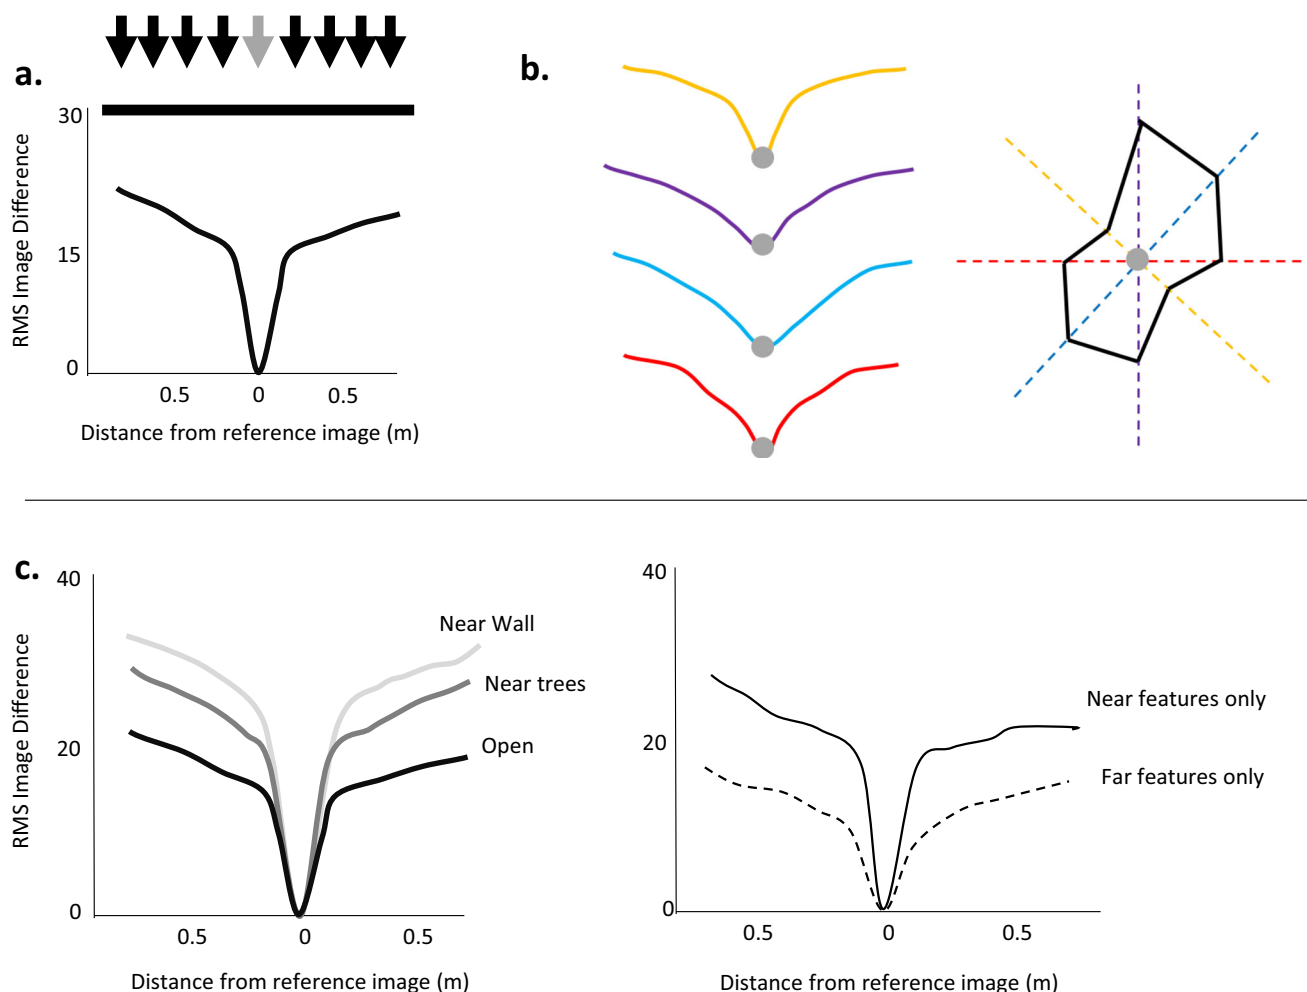 a.
30
15
0
RMS Image Difference
0.5 0 0.5
Distance from reference image (m)
b.
c.
40
20
0
RMS Image Difference
Near Wall
Near trees
Open
0.5 0 0.5
Distance from reference image (m)
40
20
0
Near features only
Far features only
0.5 0 0.5
Distance from reference image (m)